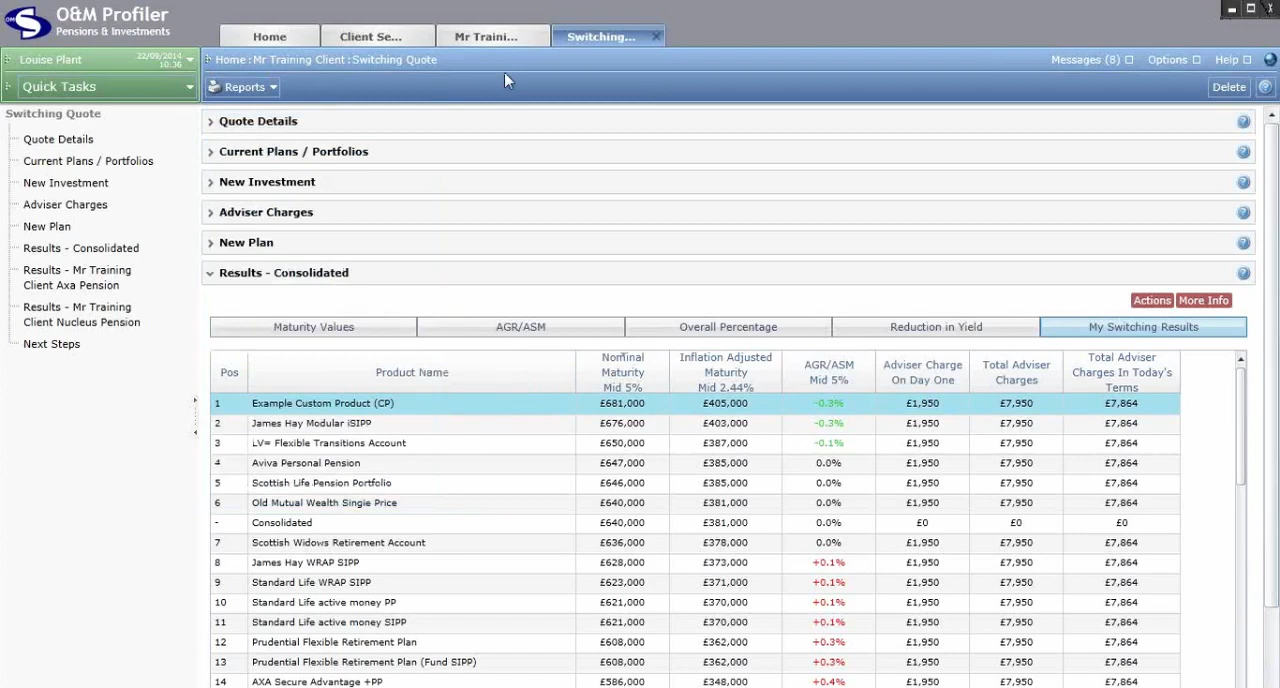 O&M Profiler
Pensions & Investments
Home
Client Se...
Mr Traini...
Switching...
Louise Plant
22/09/2014
10:36
Home : Mr Training Client : Switching Quote
Messages (8)
Options
Help
Quick Tasks
Reports
Delete
Switching Quote
Quote Details
Current Plans / Portfolios
New Investment
Adviser Charges
New Plan
Results - Consolidated
Results - Mr Training
Client Axa Pension
Results - Mr Training
Client Nucleus Pension
Next Steps
Quote Details
Current Plans / Portfolios
New Investment
Adviser Charges
New Plan
Results - Consolidated
Actions More Info
Maturity Values AGR/ASM Overall Percentage Reduction in Yield My Switching Results
Pos Product Name Nominal Maturity Mid 5% Inflation Adjusted Maturity Mid 2.44% AGR/ASM Mid 5% Adviser Charge On Day One Total Adviser Charges Total Adviser Charges In Today's Terms
1 Example Custom Product (CP) £681,000 £405,000 -0.3% £1,950 £7,950 £7,864
2 James Hay Modular iSIPP £676,000 £403,000 -0.3% £1,950 £7,950 £7,864
3 LV= Flexible Transitions Account £650,000 £387,000 -0.1% £1,950 £7,950 £7,864
4 Aviva Personal Pension £647,000 £385,000 0.0% £1,950 £7,950 £7,864
5 Scottish Life Pension Portfolio £646,000 £385,000 0.0% £1,950 £7,950 £7,864
6 Old Mutual Wealth Single Price £640,000 £381,000 0.0% £1,950 £7,950 £7,864
- Consolidated £640,000 £381,000 0.0% £0 £0 £0
7 Scottish Widows Retirement Account £636,000 £378,000 0.0% £1,950 £7,950 £7,864
8 James Hay WRAP SIPP £628,000 £373,000 +0.1% £1,950 £7,950 £7,864
9 Standard Life WRAP SIPP £623,000 £371,000 +0.1% £1,950 £7,950 £7,864
10 Standard Life active money PP £621,000 £370,000 +0.1% £1,950 £7,950 £7,864
11 Standard Life active money SIPP £621,000 £370,000 +0.1% £1,950 £7,950 £7,864
12 Prudential Flexible Retirement Plan £608,000 £362,000 +0.3% £1,950 £7,950 £7,864
13 Prudential Flexible Retirement Plan (Fund SIPP) £608,000 £362,000 +0.3% £1,950 £7,950 £7,864
14 AXA Secure Advantage +PP £586,000 £348,000 +0.4% £1,950 £7,950 £7,864